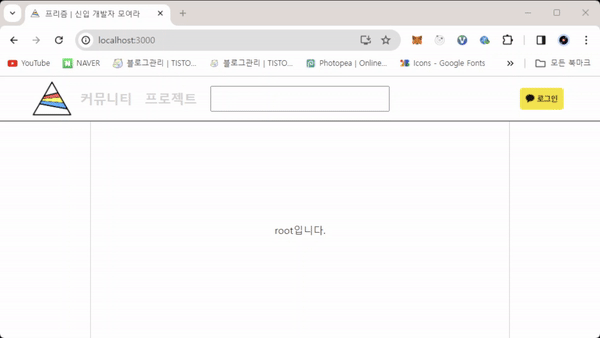 프리즘 | 신입 개발자 모여라
localhost:3000
YouTube NAVER 블로그관리 | TISTO... 블로그관리 | TISTO... Photopea | Online... Icons - Google Fonts » 모든 북마크
커뮤니티 프로젝트 로그인
root입니다.